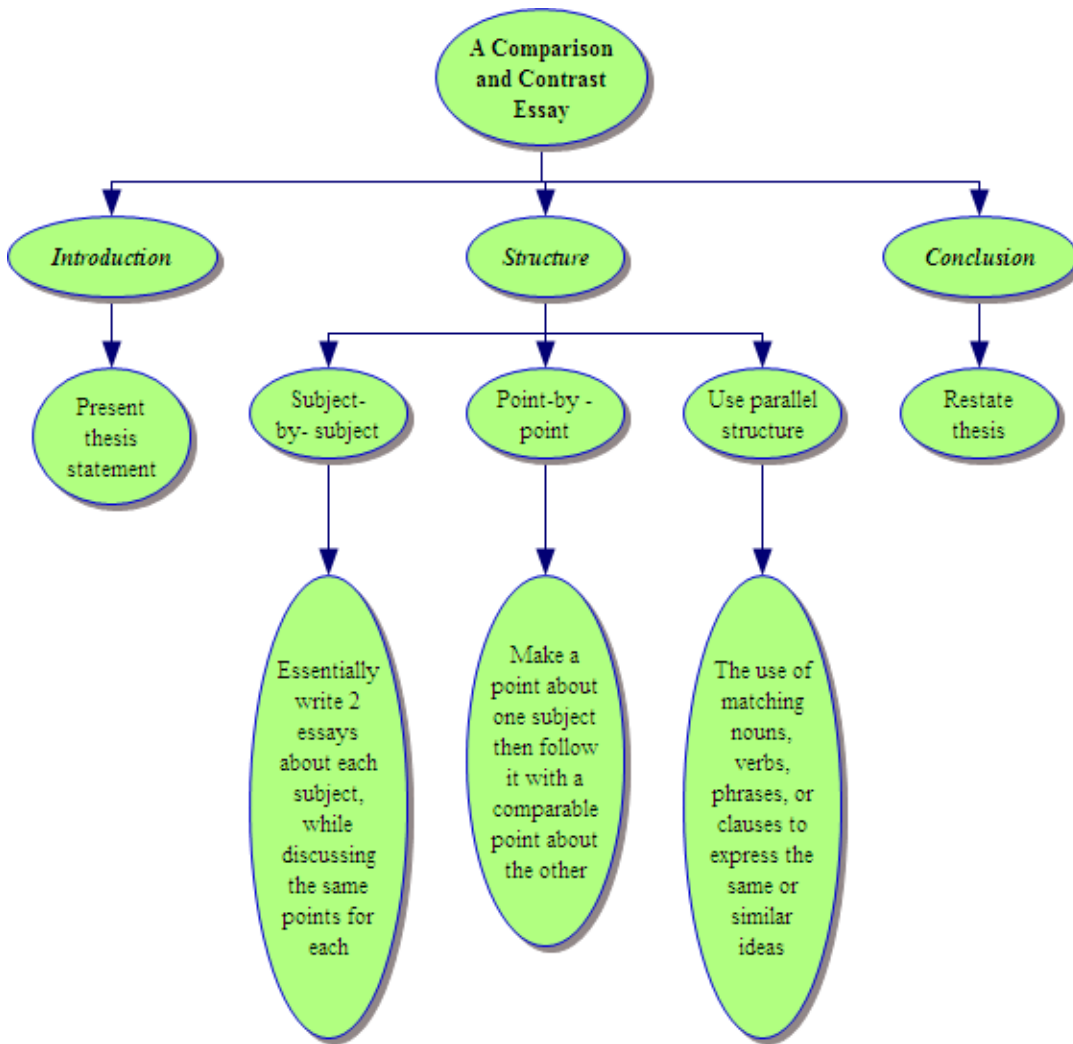 A Comparison
and Contrast
Essay
Introduction
Structure
Conclusion
Present
thesis
statement
Subject-
by- subject
Point-by -
point
Use parallel
structure
Restate
thesis
Essentially
write 2
essays
about each
subject,
while
discussing
the same
points for
each
Make a
point about
one subject
then follow
it with a
comparable
point about
the other
The use of
matching
nouns,
verbs,
phrases, or
clauses to
express the
same or
similar
ideas